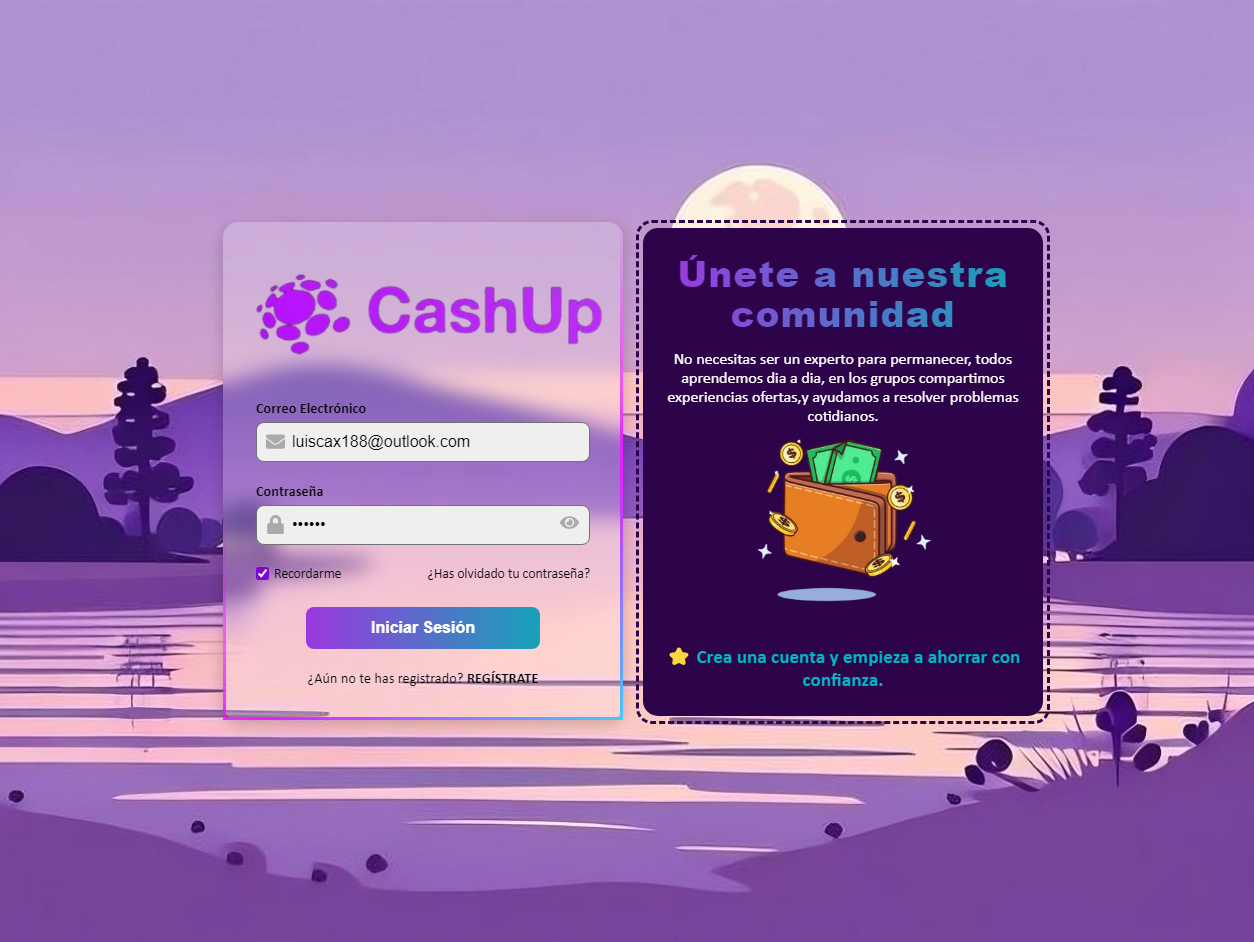 CashUp
Correo Electrónico
luiscax188@outlook.com
Contraseña
••••••
Recordarme
¿Has olvidado tu contraseña?
Iniciar Sesión
¿Aún no te has registrado? REGÍSTRATE
Únete a nuestra
comunidad
No necesitas ser un experto para permanecer, todos
aprendemos dia a dia, en los grupos compartimos
experiencias ofertas,y ayudamos a resolver problemas
cotidianos.
Crea una cuenta y empieza a ahorrar con
confianza.